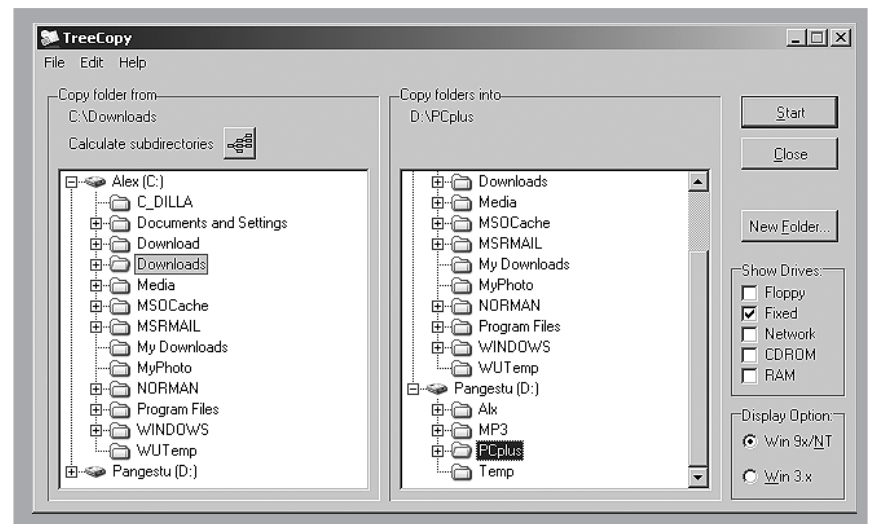 TreeCopy
File Edit Help
Copy folder from
C:\Downloads
Calculate subdirectories
Alex (C:)
C_DILLA
Documents and Settings
Download
Downloads
Media
MSOCache
MSRMAIL
My Downloads
MyPhoto
NORMAN
Program Files
WINDOWS
WUTemp
Pangestu (D:)
Copy folders into
D:\PCplus
Downloads
Media
MSOCache
MSRMAIL
My Downloads
MyPhoto
NORMAN
Program Files
WINDOWS
WUTemp
Pangestu (D:)
Alx
MP3
PCplus
Temp
Start
Close
New Folder...
Show Drives:
Floppy
Fixed
Network
CDROM
RAM
Display Option:
Win 9x/NT
Win 3.x